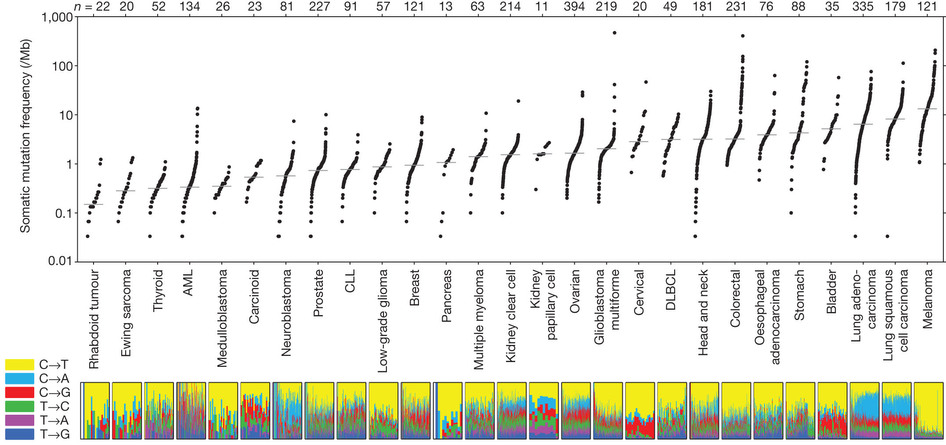 n = 22 20 52 134 26 23 81 227 91 57 121 13 63 214 11 394 219 20 49 181 231 76 88 35 335 179 121
1,000
100
10
1
0.1
0.01
Somatic mutation frequency (/Mb)
Rhabdoid tumour
Ewing sarcoma
Thyroid
AML
Medulloblastoma
Carcinoid
Neuroblastoma
Prostate
CLL
Low-grade glioma
Breast
Pancreas
Multiple myeloma
Kidney clear cell
Kidney
papillary cell
Ovarian
Glioblastoma
multiforme
Cervical
DLBCL
Head and neck
Colorectal
Oesophageal
adenocarcinoma
Stomach
Bladder
Lung adeno-
carcinoma
Lung squamous
cell carcinoma
Melanoma
C→T
C→A
C→G
T→C
T→A
T→G